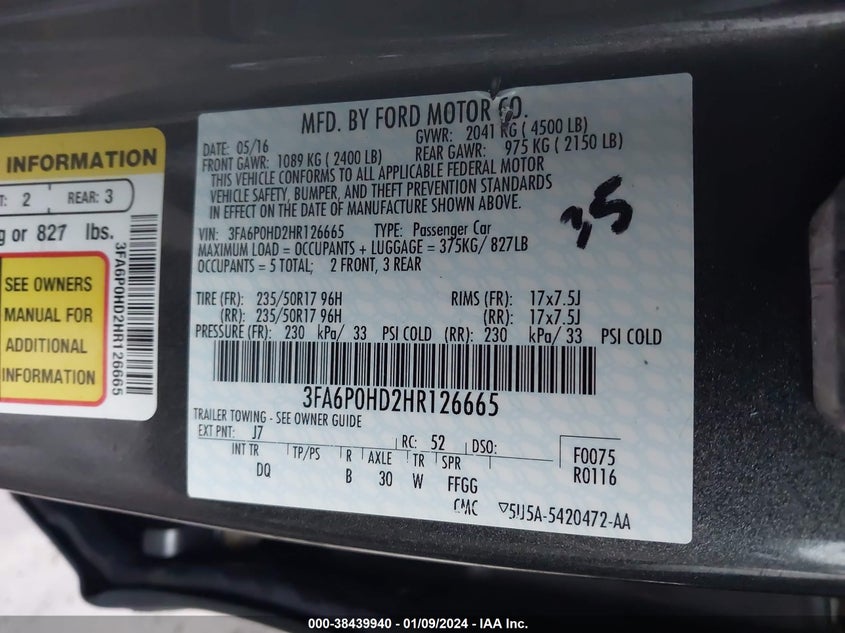 INFORMATION
T: 2 REAR: 3
g or 827 lbs.
SEE OWNERS
MANUAL FOR
ADDITIONAL
INFORMATION
3FA6P0HD2HR126665
MFD. BY FORD MOTOR CO.
DATE: 05/16 GVWR: 2041 KG ( 4500 LB)
FRONT GAWR: 1089 KG ( 2400 LB) REAR GAWR: 975 KG ( 2150 LB)
THIS VEHICLE CONFORMS TO ALL APPLICABLE FEDERAL MOTOR
VEHICLE SAFETY, BUMPER, AND THEFT PREVENTION STANDARDS
IN EFFECT ON THE DATE OF MANUFACTURE SHOWN ABOVE.
3,5
VIN: 3FA6P0HD2HR126665 TYPE: Passenger Car
MAXIMUM LOAD = OCCUPANTS + LUGGAGE = 375KG/ 827LB
OCCUPANTS = 5 TOTAL; 2 FRONT, 3 REAR
TIRE (FR): 235/50R17 96H RIMS (FR): 17x7.5J
(RR): 235/50R17 96H (RR): 17x7.5J
PRESSURE (FR): 230 kPa/ 33 PSI COLD (RR): 230 kPa/ 33 PSI COLD
3FA6P0HD2HR126665
TRAILER TOWING - SEE OWNER GUIDE
EXT PNT: J7 RC: 52 DSO:
INT TR TP/PS R AXLE TR SPR F0075
DQ B 30 W FFGG R0116
CMC 5U5A-5420472-AA
000-38439940 - 01/09/2024 - IAA Inc.